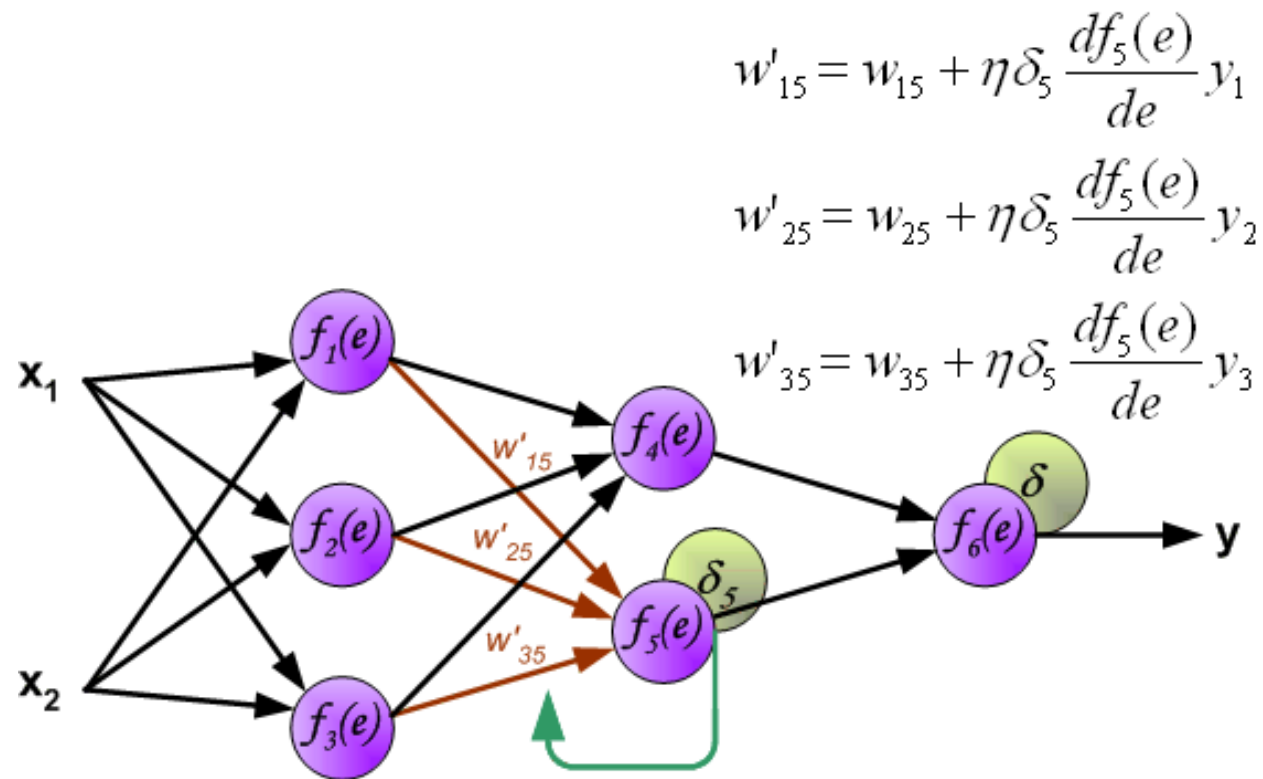 w'₁₅ = w₁₅ + ηδ₅ df₅(e)/de y₁
w'₂₅ = w₂₅ + ηδ₅ df₅(e)/de y₂
w'₃₅ = w₃₅ + ηδ₅ df₅(e)/de y₃
f₁(e)
x₁
f₄(e)
w'₁₅
δ
f₂(e)
w'₂₅
f₆(e)
y
δ₅
f₅(e)
w'₃₅
x₂
f₃(e)